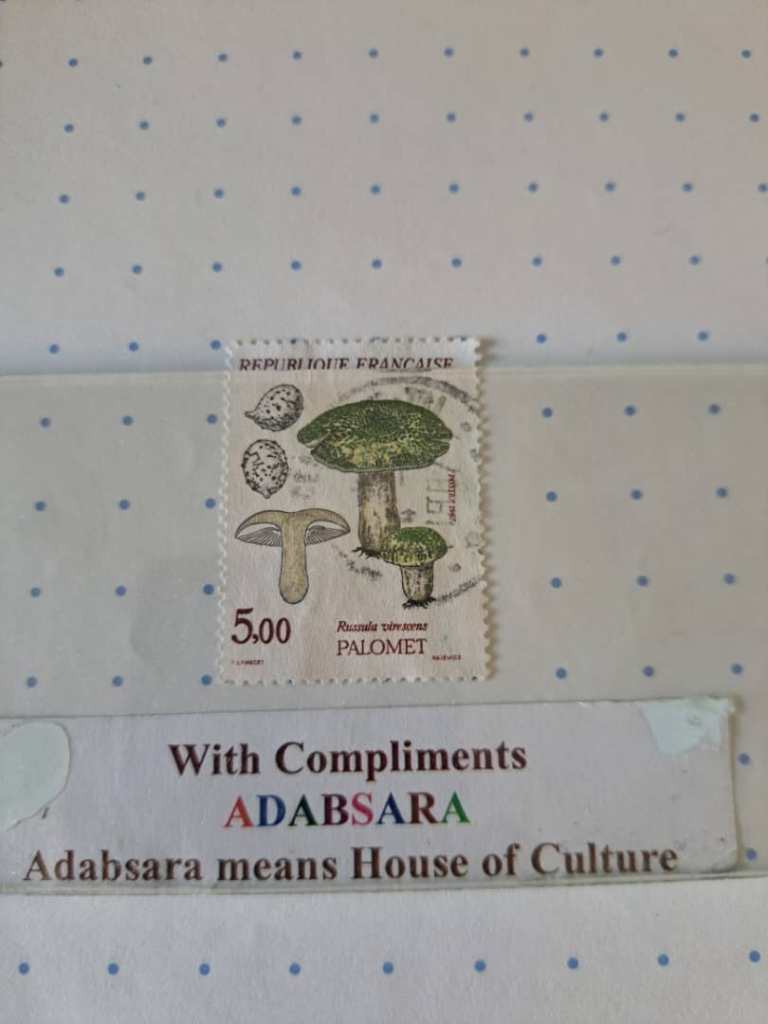 REPUBLIQUE FRANCAISE
5,00
Russula virescens
PALOMET
With Compliments
ADABSARA
Adabsara means House of Culture